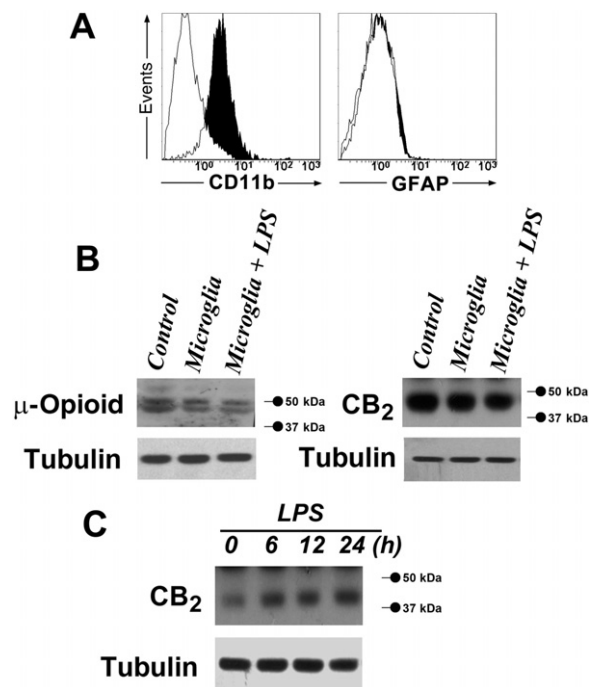 A
Events
10⁰ 10¹ 10² 10³
CD11b
10⁰ 10¹ 10² 10³
GFAP
B
Control Microglia Microglia + LPS
μ-Opioid
50 kDa
37 kDa
Tubulin
Control Microglia Microglia + LPS
CB₂
50 kDa
37 kDa
Tubulin
C
LPS
0 6 12 24 (h)
CB₂
50 kDa
37 kDa
Tubulin